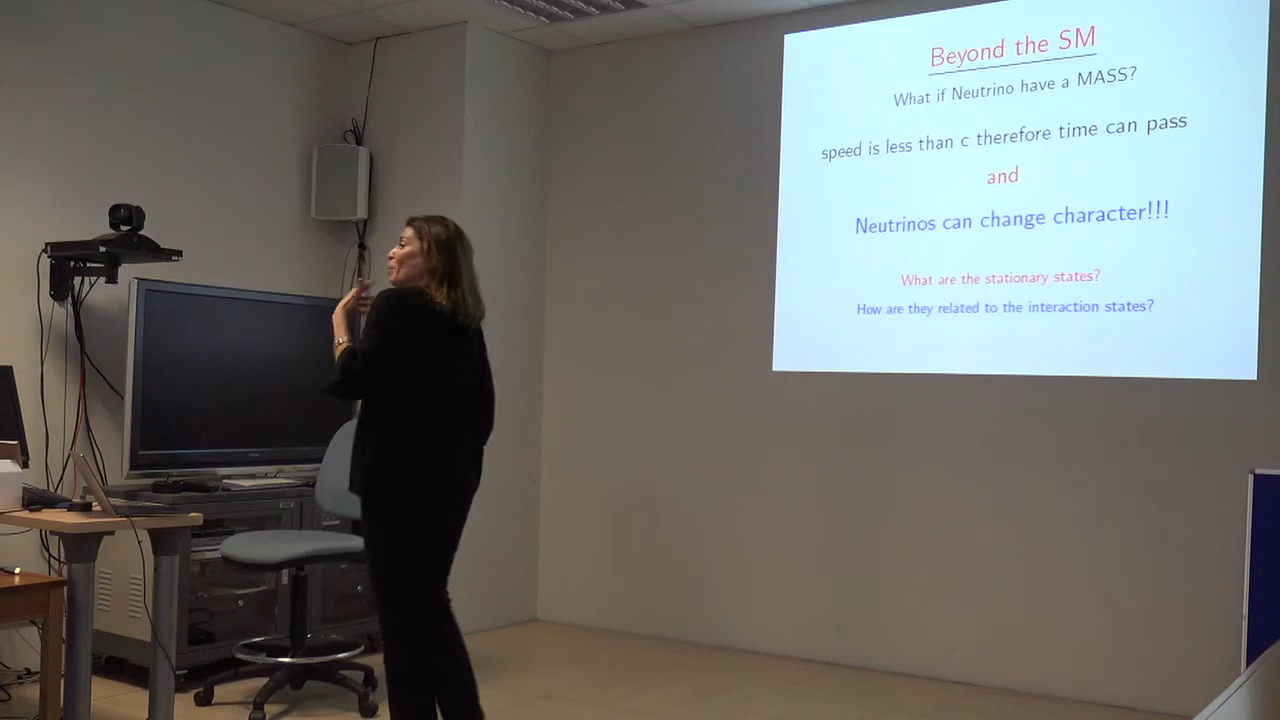 Beyond the SM
What if Neutrino have a MASS?
speed is less than c therefore time can pass
and
Neutrinos can change character!!!
What are the stationary states?
How are they related to the interaction states?